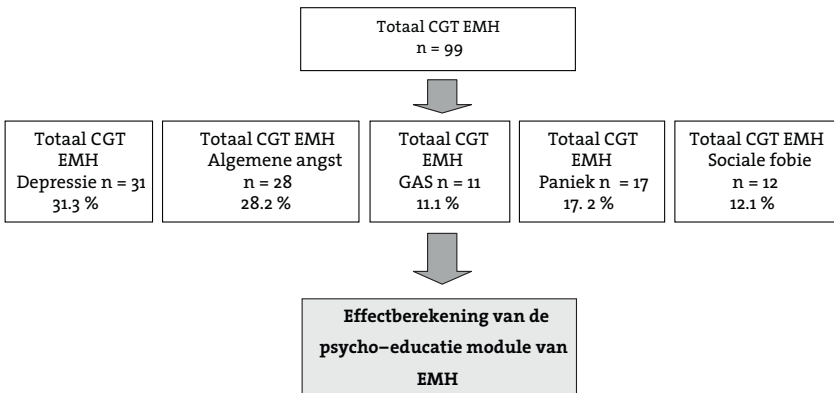 Totaal CGT EMH
n = 99
Totaal CGT
EMH
Depressie n = 31
31.3 %
Totaal CGT EMH
Algemene angst
n = 28
28.2 %
Totaal CGT
EMH
GAS n = 11
11.1 %
Totaal CGT
EMH
Paniek n = 17
17. 2 %
Totaal CGT EMH
Sociale fobie
n = 12
12.1 %
Effectberekening van de
psycho–educatie module van
EMH